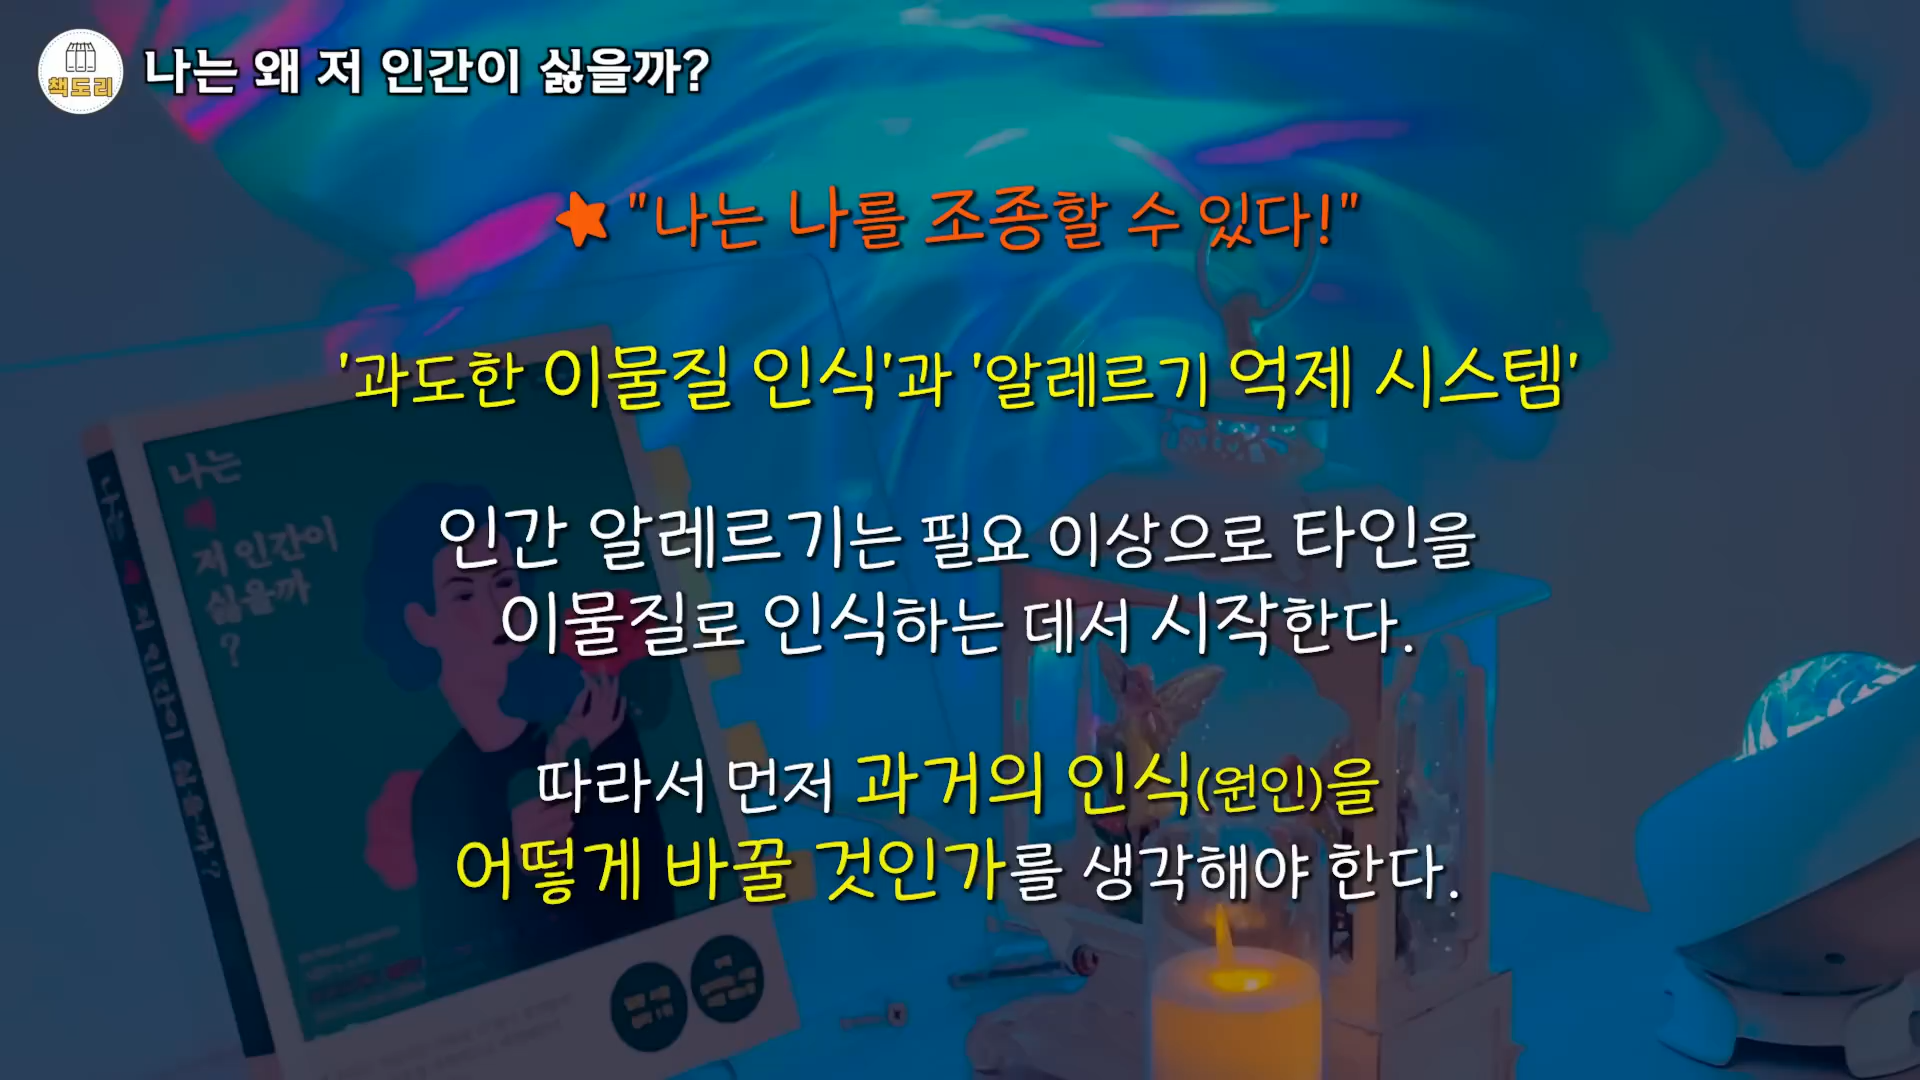 책도리
나는 왜 저 인간이 싫을까?
★ "나는 나를 조종할 수 있다!"
'과도한 이물질 인식'과 '알레르기 억제 시스템'
인간 알레르기는 필요 이상으로 타인을
이물질로 인식하는 데서 시작한다.
따라서 먼저 과거의 인식(원인)을
어떻게 바꿀 것인가를 생각해야 한다.
나는
저 인간이
싫을까
?